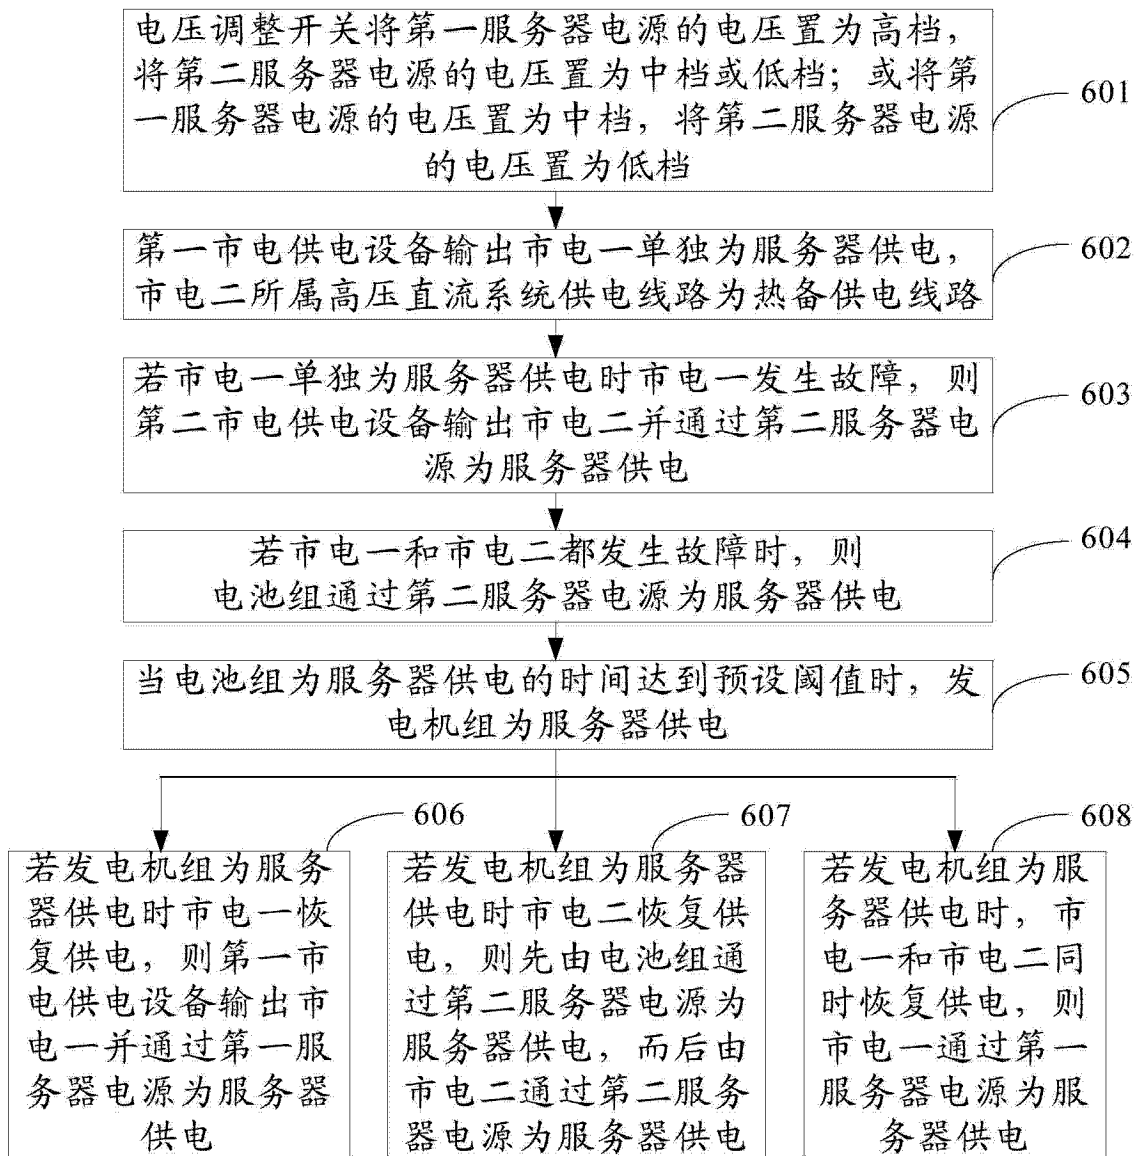 电压调整开关将第一服务器电源的电压置为高档，
将第二服务器电源的电压置为中档或低档；或将第
一服务器电源的电压置为中档，将第二服务器电源
的电压置为低档
601
第一市电供电设备输出市电一单独为服务器供电，
市电二所属高压直流系统供电线路为热备供电线路
602
若市电一单独为服务器供电时市电一发生故障，则
第二市电供电设备输出市电二并通过第二服务器电
源为服务器供电
603
若市电一和市电二都发生故障时，则
电池组通过第二服务器电源为服务器供电
604
当电池组为服务器供电的时间达到预设阈值时，发
电机组为服务器供电
605
606
若发电机组为服务
器供电时市电一恢
复供电，则第一市
电供电设备输出市
电一并通过第一服
务器电源为服务器
供电
607
若发电机组为服务器
供电时市电二恢复供
电，则先由电池组通
过第二服务器电源为
服务器供电，而后由
市电二通过第二服务
器电源为服务器供电
608
若发电机组为服
务器供电时，市
电一和市电二同
时恢复供电，则
市电一通过第一
服务器电源为服
务器供电